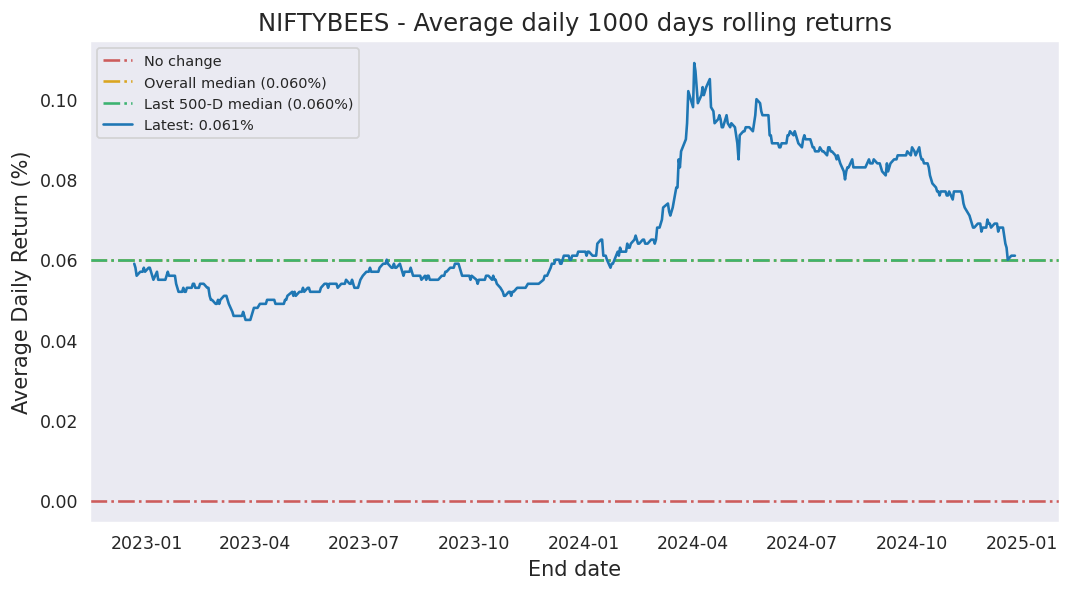 NIFTYBEES - Average daily 1000 days rolling returns
No change
Overall median (0.060%)
Last 500-D median (0.060%)
Latest: 0.061%
Average Daily Return (%)
0.10
0.08
0.06
0.04
0.02
0.00
2023-01 2023-04 2023-07 2023-10 2024-01 2024-04 2024-07 2024-10 2025-01
End date